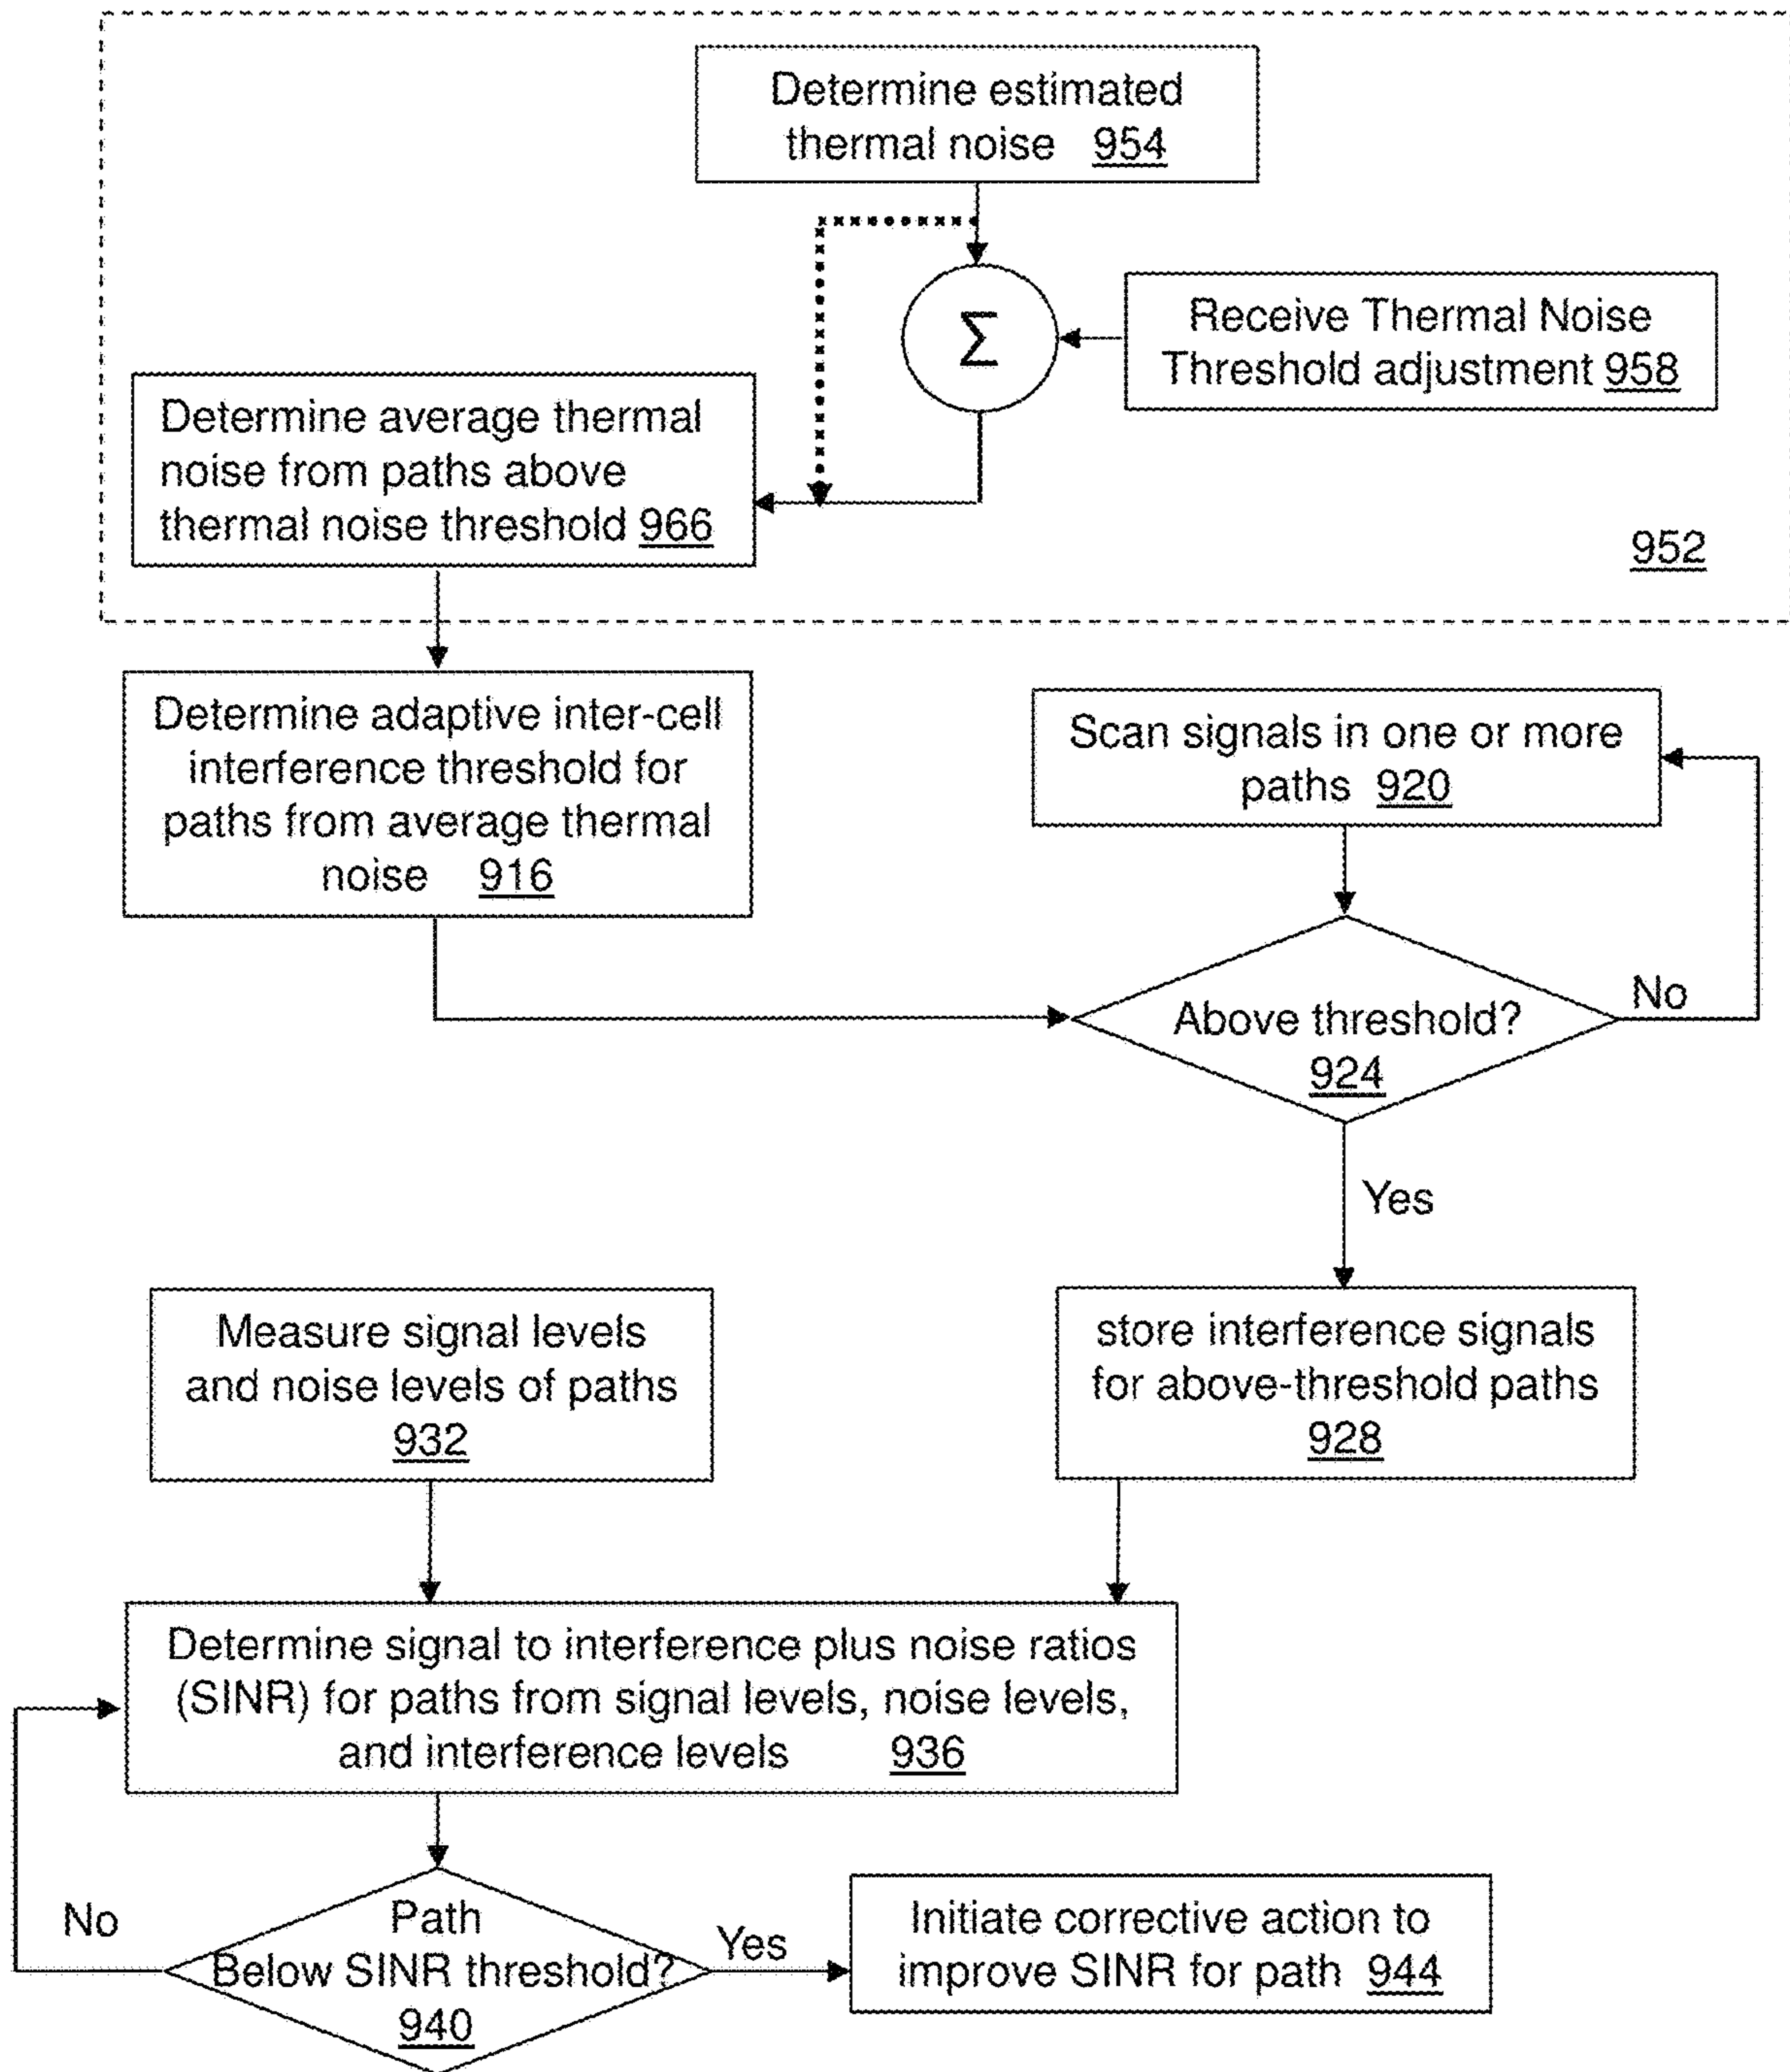 Determine estimated
thermal noise 954
Σ
Receive Thermal Noise
Threshold adjustment 958
Determine average thermal
noise from paths above
thermal noise threshold 966
952
Determine adaptive inter-cell
interference threshold for
paths from average thermal
noise 916
Scan signals in one or more
paths 920
Above threshold?
924
No
Yes
Measure signal levels
and noise levels of paths
932
store interference signals
for above-threshold paths
928
Determine signal to interference plus noise ratios
(SINR) for paths from signal levels, noise levels,
and interference levels 936
No
Path
Below SINR threshold?
940
Yes
Initiate corrective action to
improve SINR for path 944